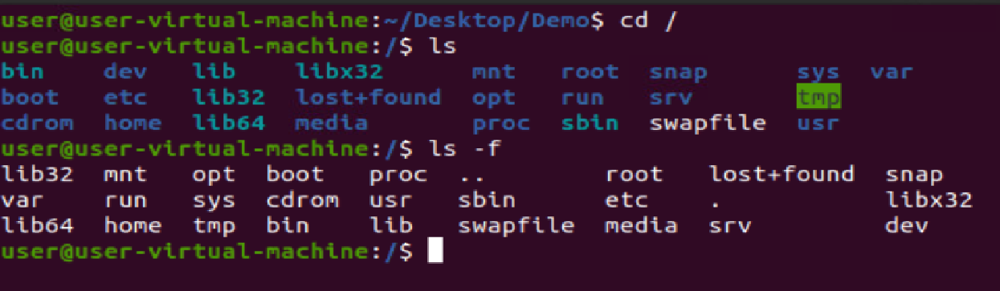 user@user-virtual-machine:~/Desktop/Demo$ cd /
user@user-virtual-machine:/$ ls
bin dev lib libx32 mnt root snap sys var
boot etc lib32 lost+found opt run srv tmp
cdrom home lib64 media proc sbin swapfile usr
user@user-virtual-machine:/$ ls -f
lib32 mnt opt boot proc .. root lost+found snap
var run sys cdrom usr sbin etc . libx32
lib64 home tmp bin lib swapfile media srv dev
user@user-virtual-machine:/$